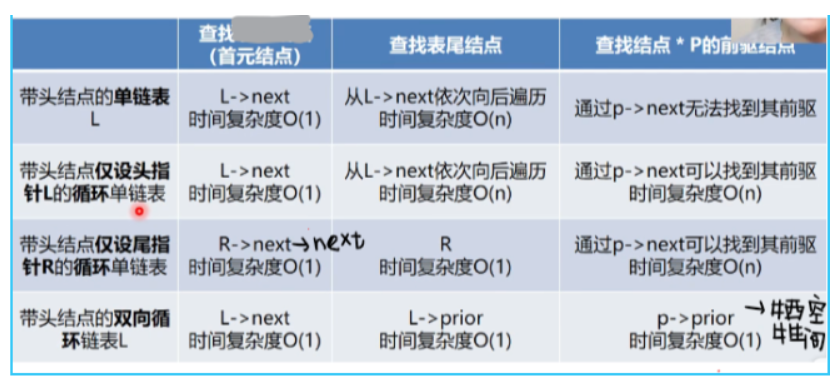 查找
(首元结点)
查找表尾结点
查找结点 * P的前驱结点
带头结点的单链表
L
L->next
时间复杂度O(1)
从L->next依次向后遍历
时间复杂度O(n)
通过p->next无法找到其前驱
带头结点仅设头指
针L的循环单链表
L->next
时间复杂度O(1)
从L->next依次向后遍历
时间复杂度O(n)
通过p->next可以找到其前驱
时间复杂度O(n)
带头结点仅设尾指
针R的循环单链表
R->next→next
时间复杂度O(1)
R
时间复杂度O(1)
通过p->next可以找到其前驱
时间复杂度O(n)
带头结点的双向循
环链表L
L->next
时间复杂度O(1)
L->prior
时间复杂度O(1)
p->prior
时间复杂度O(1)
→牺空
牲间